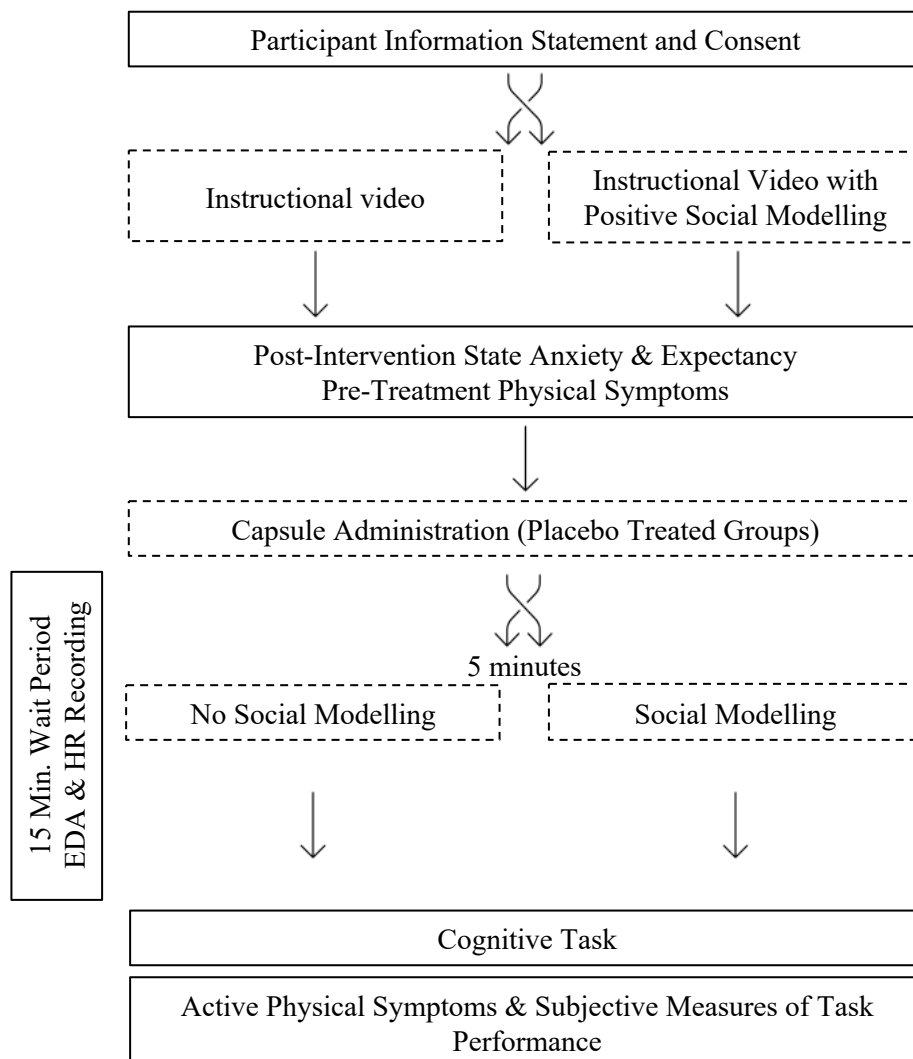 Participant Information Statement and Consent
Instructional video
Instructional Video with
Positive Social Modelling
Post-Intervention State Anxiety & Expectancy
Pre-Treatment Physical Symptoms
Capsule Administration (Placebo Treated Groups)
15 Min. Wait Period
EDA & HR Recording
5 minutes
No Social Modelling
Social Modelling
Cognitive Task
Active Physical Symptoms & Subjective Measures of Task
Performance